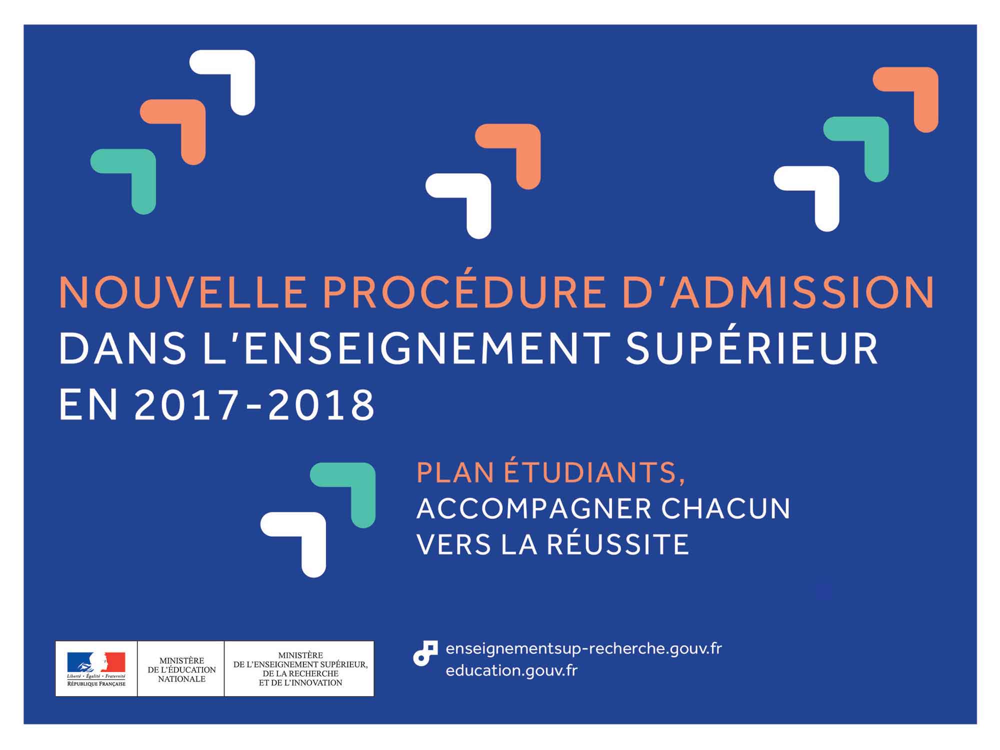 NOUVELLE PROCÉDURE D'ADMISSION
DANS L'ENSEIGNEMENT SUPÉRIEUR
EN 2017-2018
PLAN ÉTUDIANTS,
ACCOMPAGNER CHACUN
VERS LA RÉUSSITE
Liberté • Égalité • Fraternité
RÉPUBLIQUE FRANÇAISE
MINISTÈRE
DE L'ÉDUCATION
NATIONALE
MINISTÈRE
DE L'ENSEIGNEMENT SUPÉRIEUR,
DE LA RECHERCHE
ET DE L'INNOVATION
enseignementsup-recherche.gouv.fr
education.gouv.fr